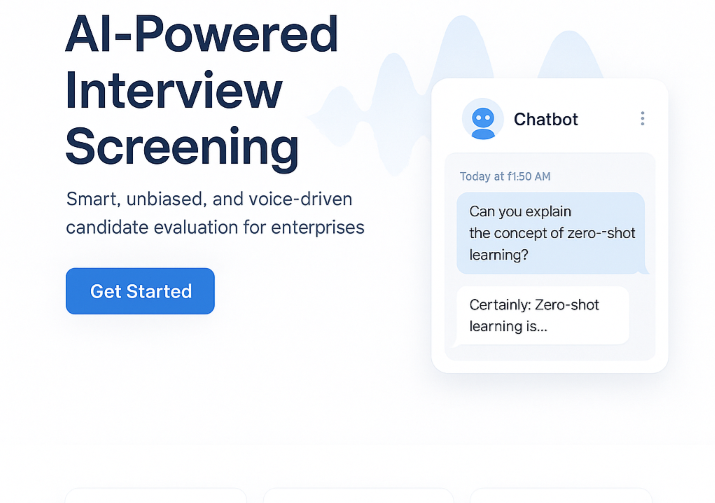 AI-Powered
Interview
Screening
Smart, unbiased, and voice-driven
candidate evaluation for enterprises
Get Started
Chatbot
Today at f1:50 AM
Can you explain
the concept of zero--shot
learning?
Certainly: Zero-shot
learning is...